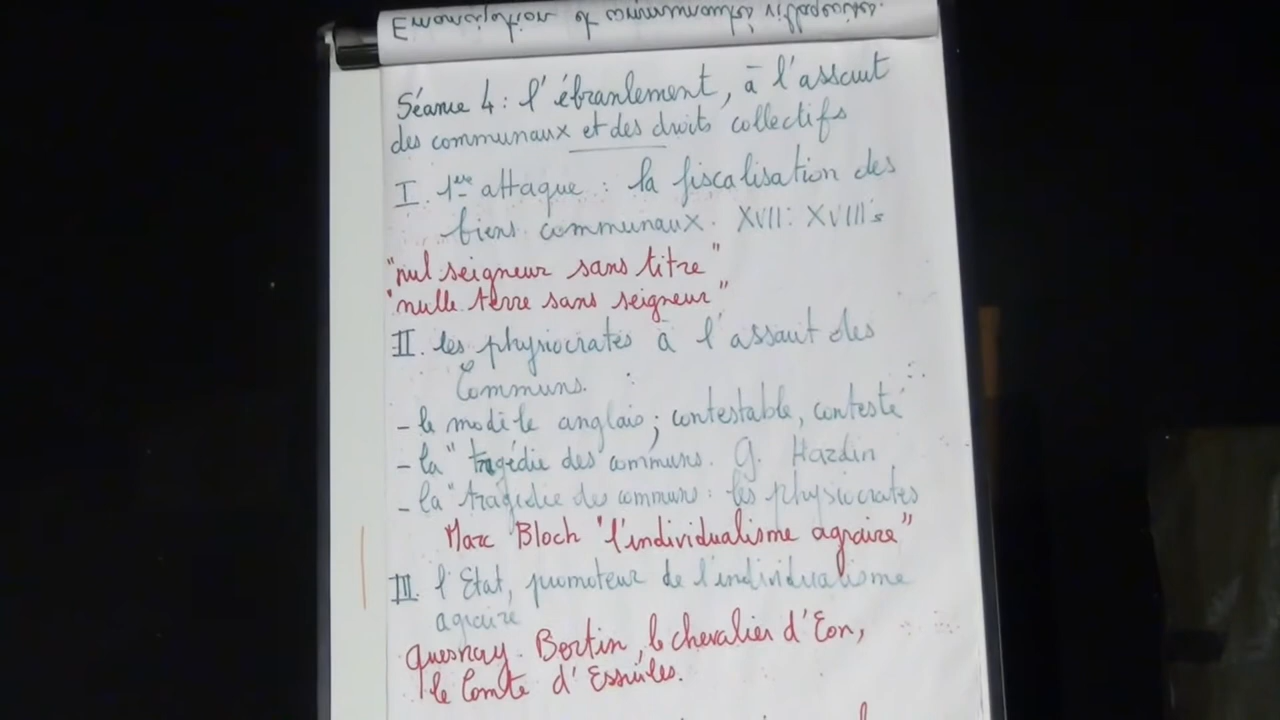 Séance 4 : l'ébranlement, à l'assaut
des communaux et des droits collectifs
I. 1ère attaque : la fiscalisation des
biens communaux. XVII: XVIII's
"nul seigneur sans titre"
"nulle terre sans seigneur"
II. les physiocrates à l'assaut des
Communs.
- le modèle anglais ; contestable, contesté
- la "tragédie des communs. G. Hardin
- la "tragédie des communs : les physiocrates
Marc Bloch "l'individualisme agraire"
III. l'Etat, promoteur de l'individualisme
agraire
Quesnay. Bertin, le chevalier d'Eon,
le Comte d'Essuiles.